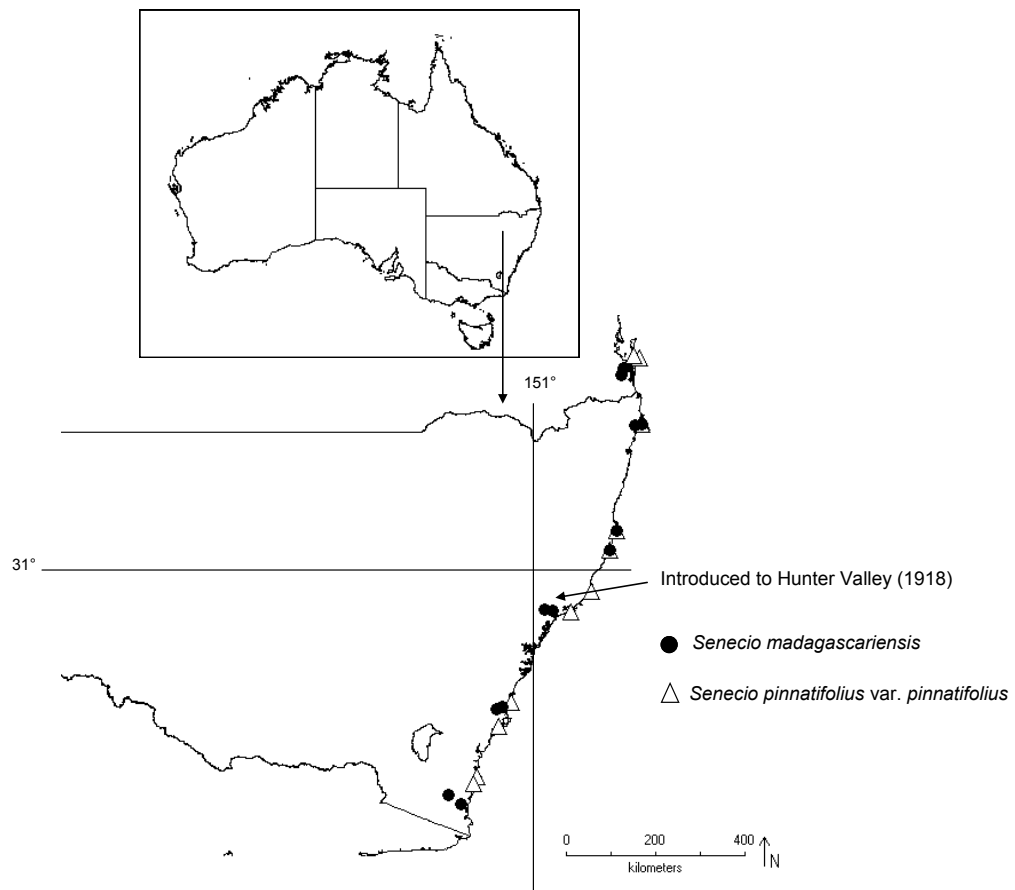 151°
31°
Introduced to Hunter Valley (1918)
Senecio madagascariensis
Senecio pinnatifolius var. pinnatifolius
0 200 400
kilometers
N